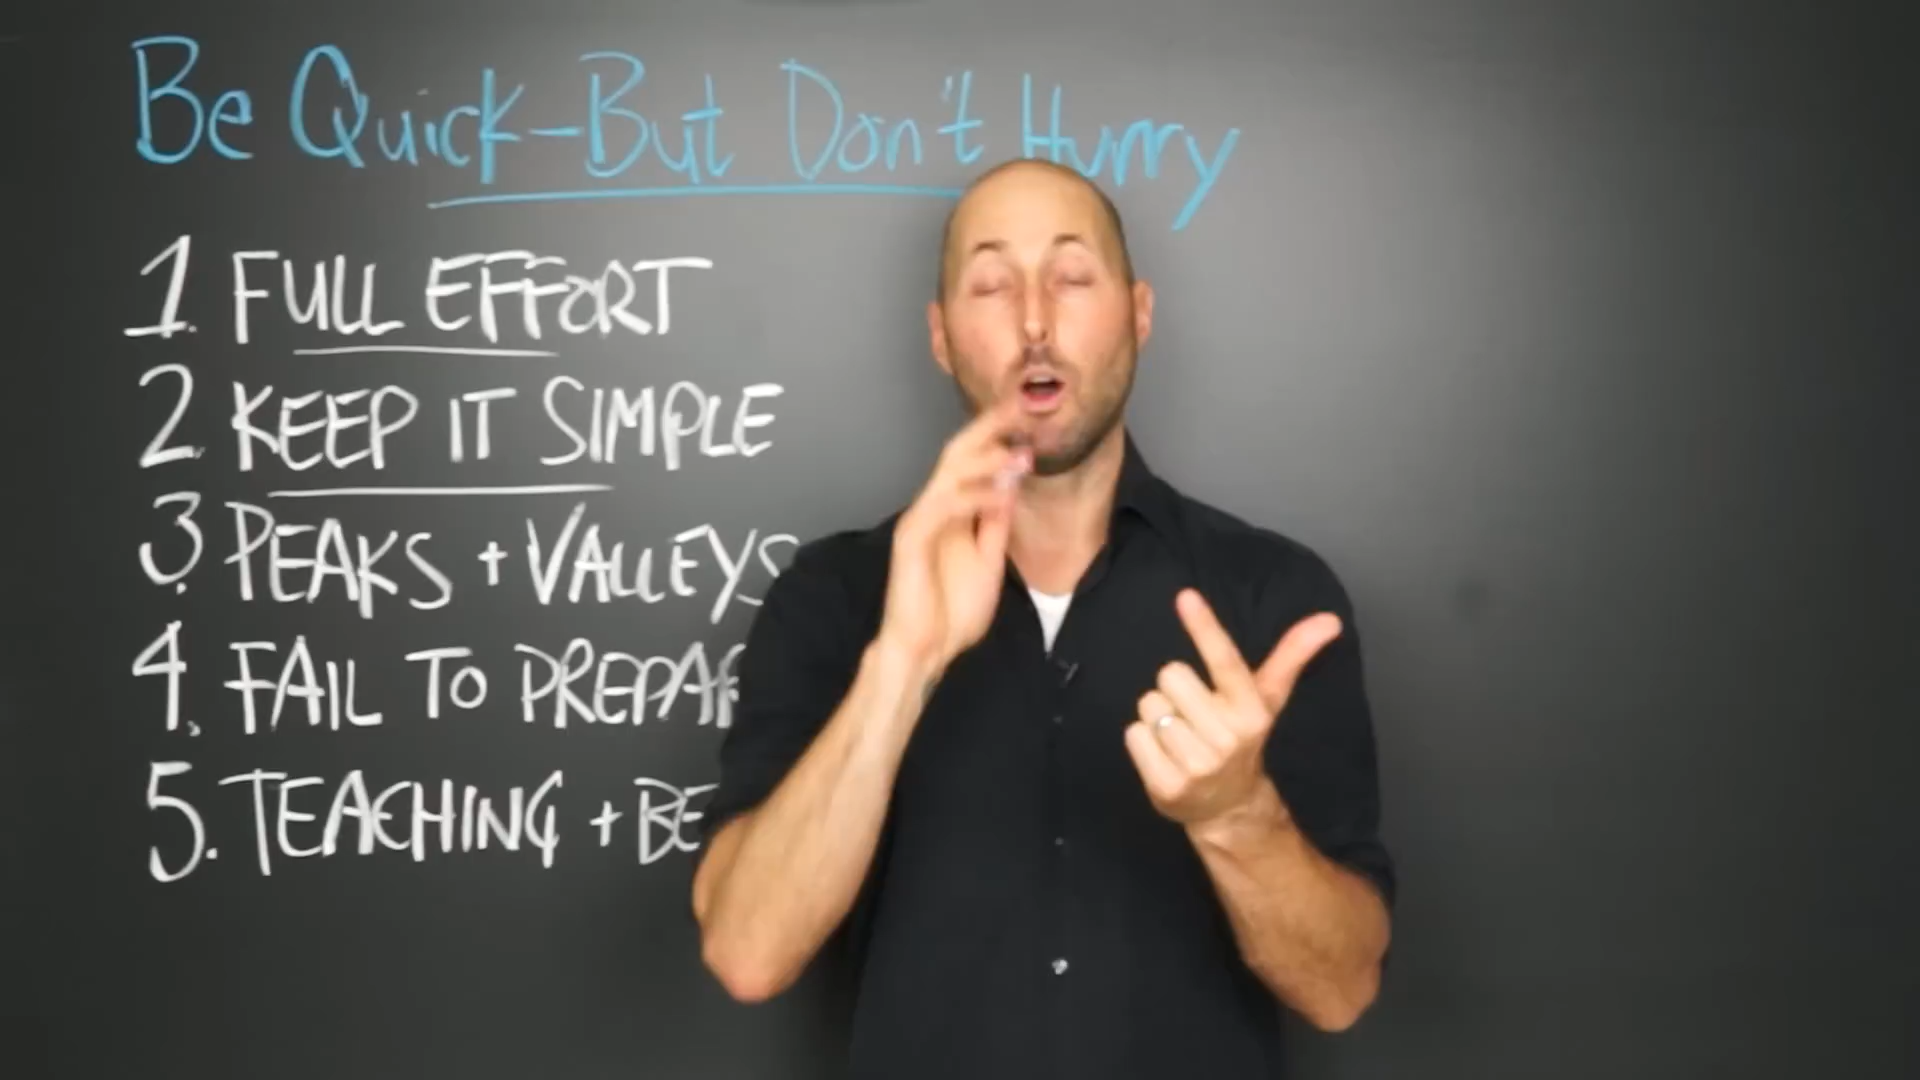 Be Quick-But Don't Hurry
1. FULL EFFORT
2. KEEP IT SIMPLE
3. PEAKS + VALLEYS
4. FAIL TO
5. TEACHING +